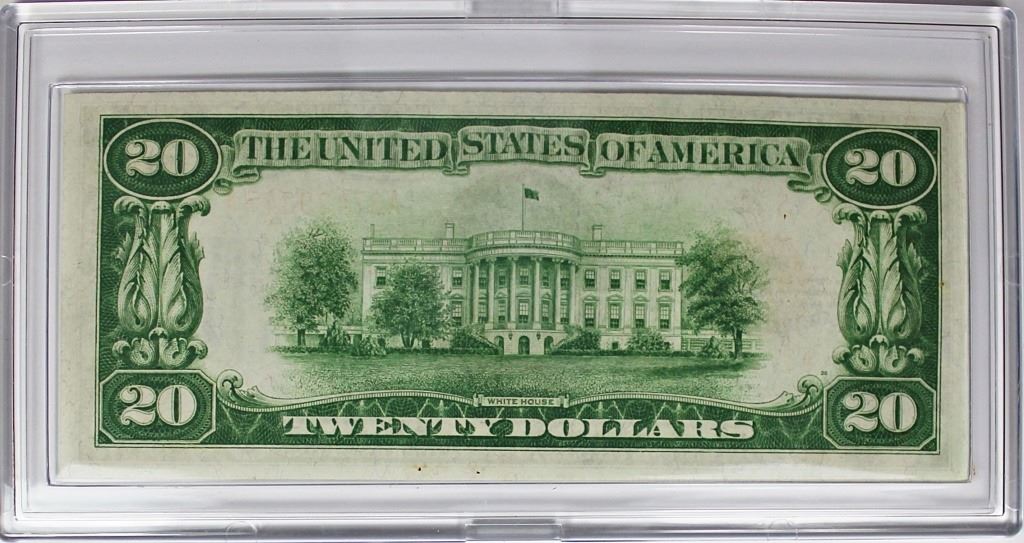 20 THE UNITED STATES OF AMERICA 20
WHITE HOUSE
20 TWENTY DOLLARS 20